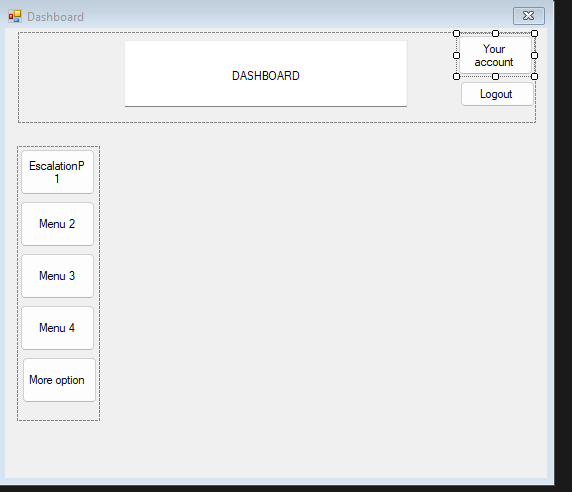 Dashboard
Your
account
DASHBOARD
Logout
EscalationP
1
Menu 2
Menu 3
Menu 4
More option